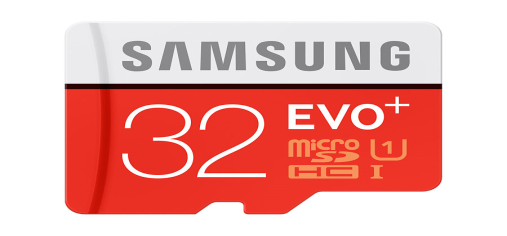 SAMSUNG
32 EVO+
micro SD HC I U1